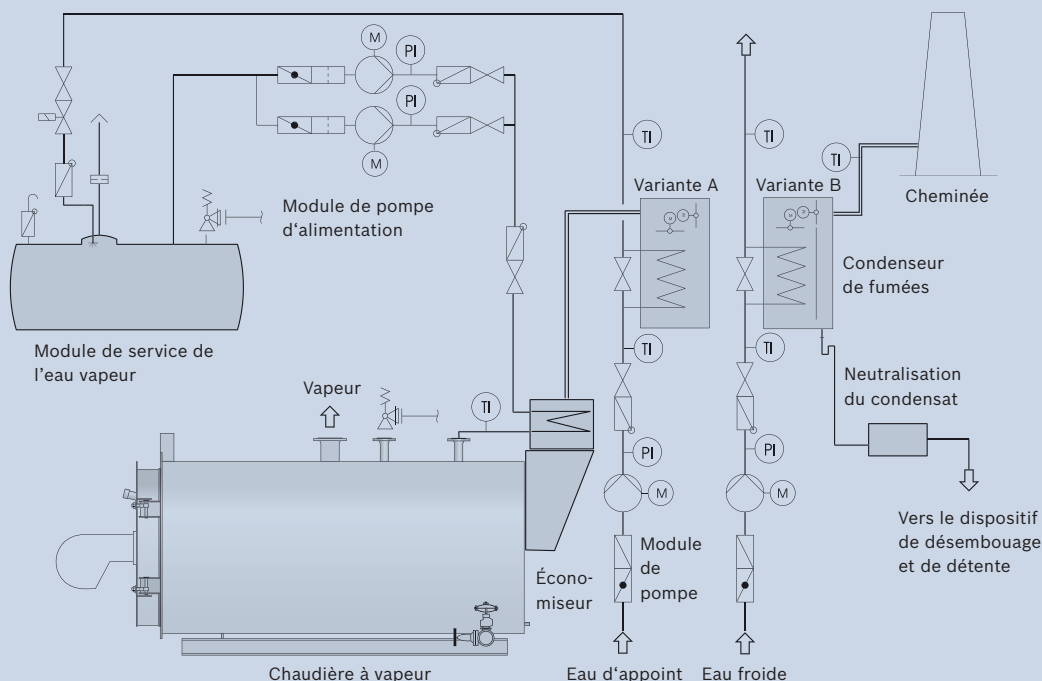 M
PI
PI
M
TI
TI
TI
Variante A
Variante B
Cheminée
Module de pompe
d‘alimentation
Condenseur
de fumées
Module de service de
l’eau vapeur
TI
TI
Neutralisation
du condensat
Vapeur
TI
PI
PI
M
M
Vers le dispositif
de désembouage
et de détente
Module
de
pompe
Écono-
miseur
Chaudière à vapeur
Eau d‘appoint
Eau froide